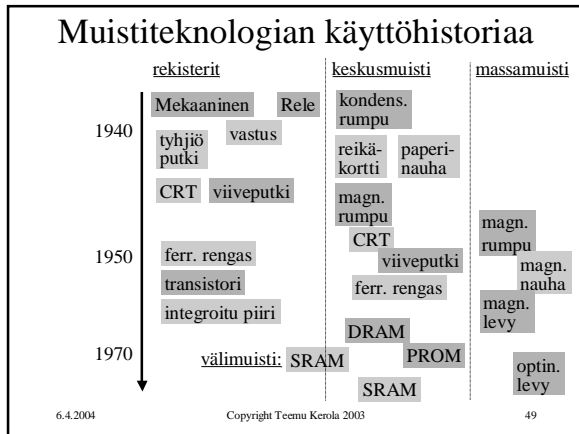 Muistiteknologian käyttöhistoriaa
rekisterit
keskusmuisti
massamuisti
1940
1950
1970
Mekaaninen
Rele
tyhjiö
putki
vastus
CRT
viiveputki
ferr. rengas
transistori
integroitu piiri
välimuisti:
SRAM
kondens.
rumpu
reikä-
kortti
paperi-
nauha
magn.
rumpu
CRT
viiveputki
ferr. rengas
DRAM
PROM
SRAM
magn.
rumpu
magn.
nauha
magn.
levy
optin.
levy
6.4.2004
Copyright Teemu Kerola 2003
49